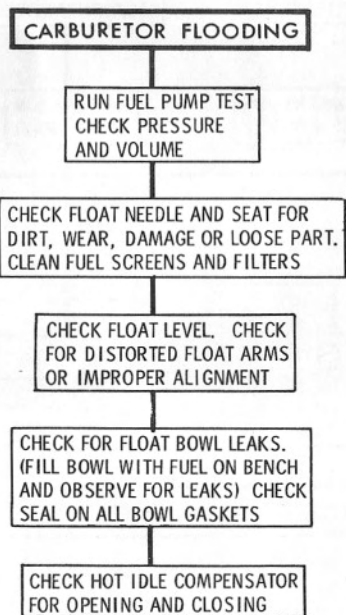 CARBURETOR FLOODING
RUN FUEL PUMP TEST
CHECK PRESSURE
AND VOLUME
CHECK FLOAT NEEDLE AND SEAT FOR
DIRT, WEAR, DAMAGE OR LOOSE PART.
CLEAN FUEL SCREENS AND FILTERS
CHECK FLOAT LEVEL. CHECK
FOR DISTORTED FLOAT ARMS
OR IMPROPER ALIGNMENT
CHECK FOR FLOAT BOWL LEAKS.
(FILL BOWL WITH FUEL ON BENCH
AND OBSERVE FOR LEAKS) CHECK
SEAL ON ALL BOWL GASKETS
CHECK HOT IDLE COMPENSATOR
FOR OPENING AND CLOSING